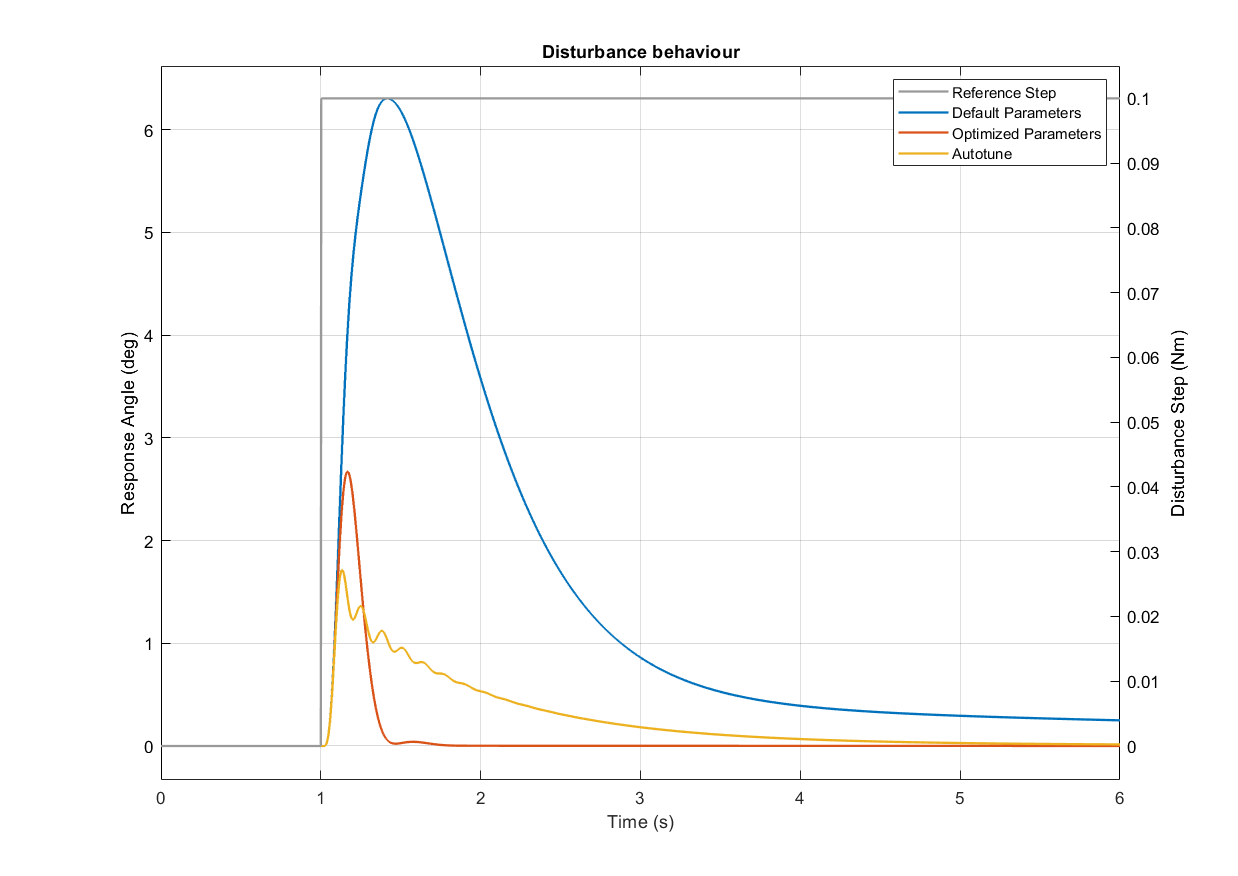 Disturbance behaviour
Reference Step
Default Parameters
Optimized Parameters
Autotune
Response Angle (deg)
6
5
4
3
2
1
0
Disturbance Step (Nm)
0.1
0.09
0.08
0.07
0.06
0.05
0.04
0.03
0.02
0.01
0
0 1 2 3 4 5 6
Time (s)